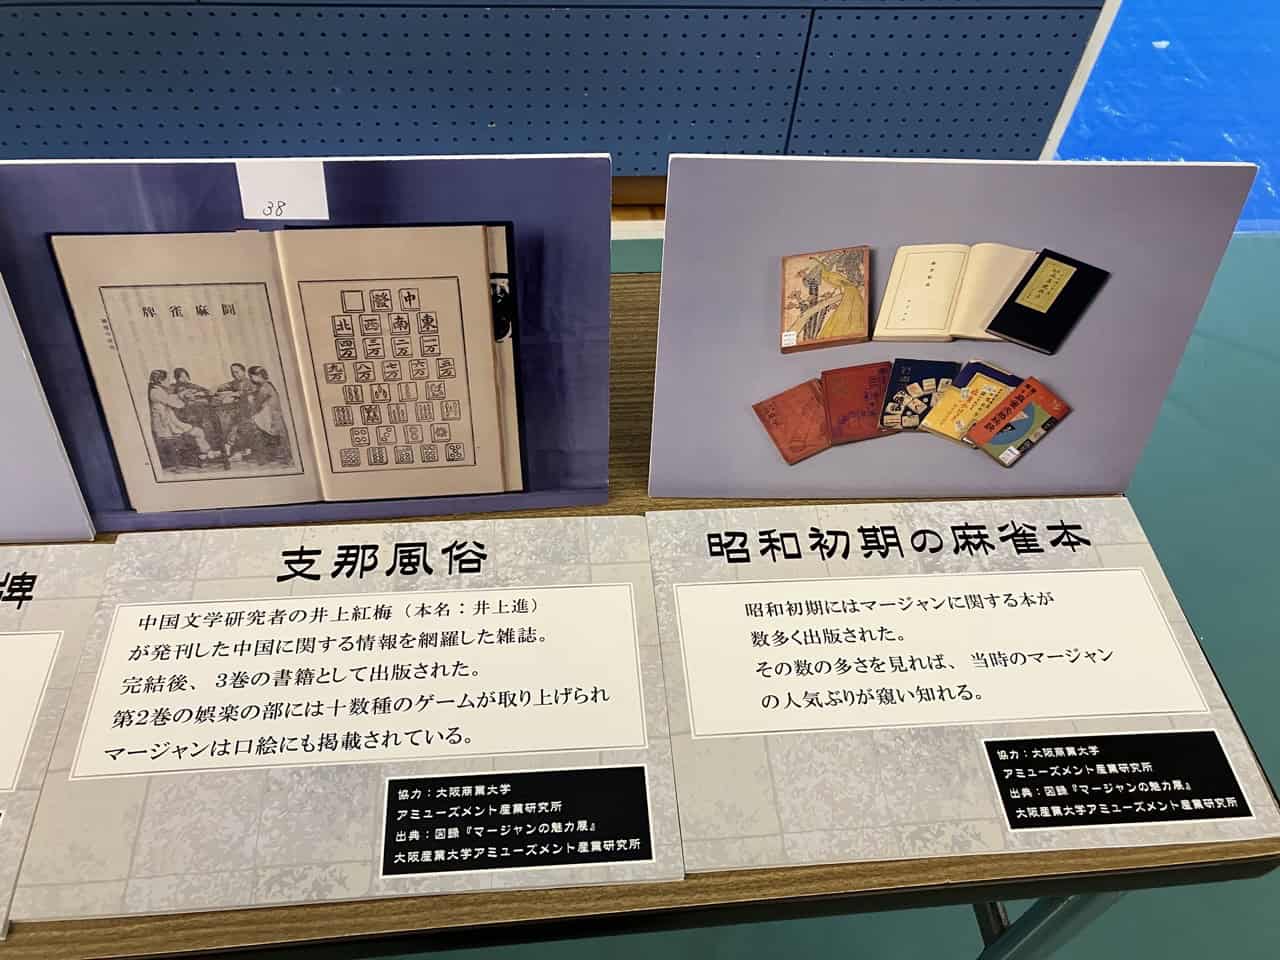 38
牌雀麻閙
中
發
北
西
南
東
四万
三万
二万
一万
九万
八万
七万
六万
五万
支那風俗
中国文学研究者の井上紅梅（本名：井上進）
が発刊した中国に関する情報を網羅した雑誌。
完結後、3巻の書籍として出版された。
第2巻の娯楽の部には十数種のゲームが取り上げられ
マージャンは口絵にも掲載されている。
協力：大阪商業大学
アミューズメント産業研究所
出典：図録『マージャンの魅力展』
大阪産業大学アミューズメント産業研究所
昭和初期の麻雀本
昭和初期にはマージャンに関する本が
数多く出版された。
その数の多さを見れば、当時のマージャン
の人気ぶりが窺い知れる。
協力：大阪商業大学
アミューズメント産業研究所
出典：図録『マージャンの魅力展』
大阪産業大学アミューズメント産業研究所
牌